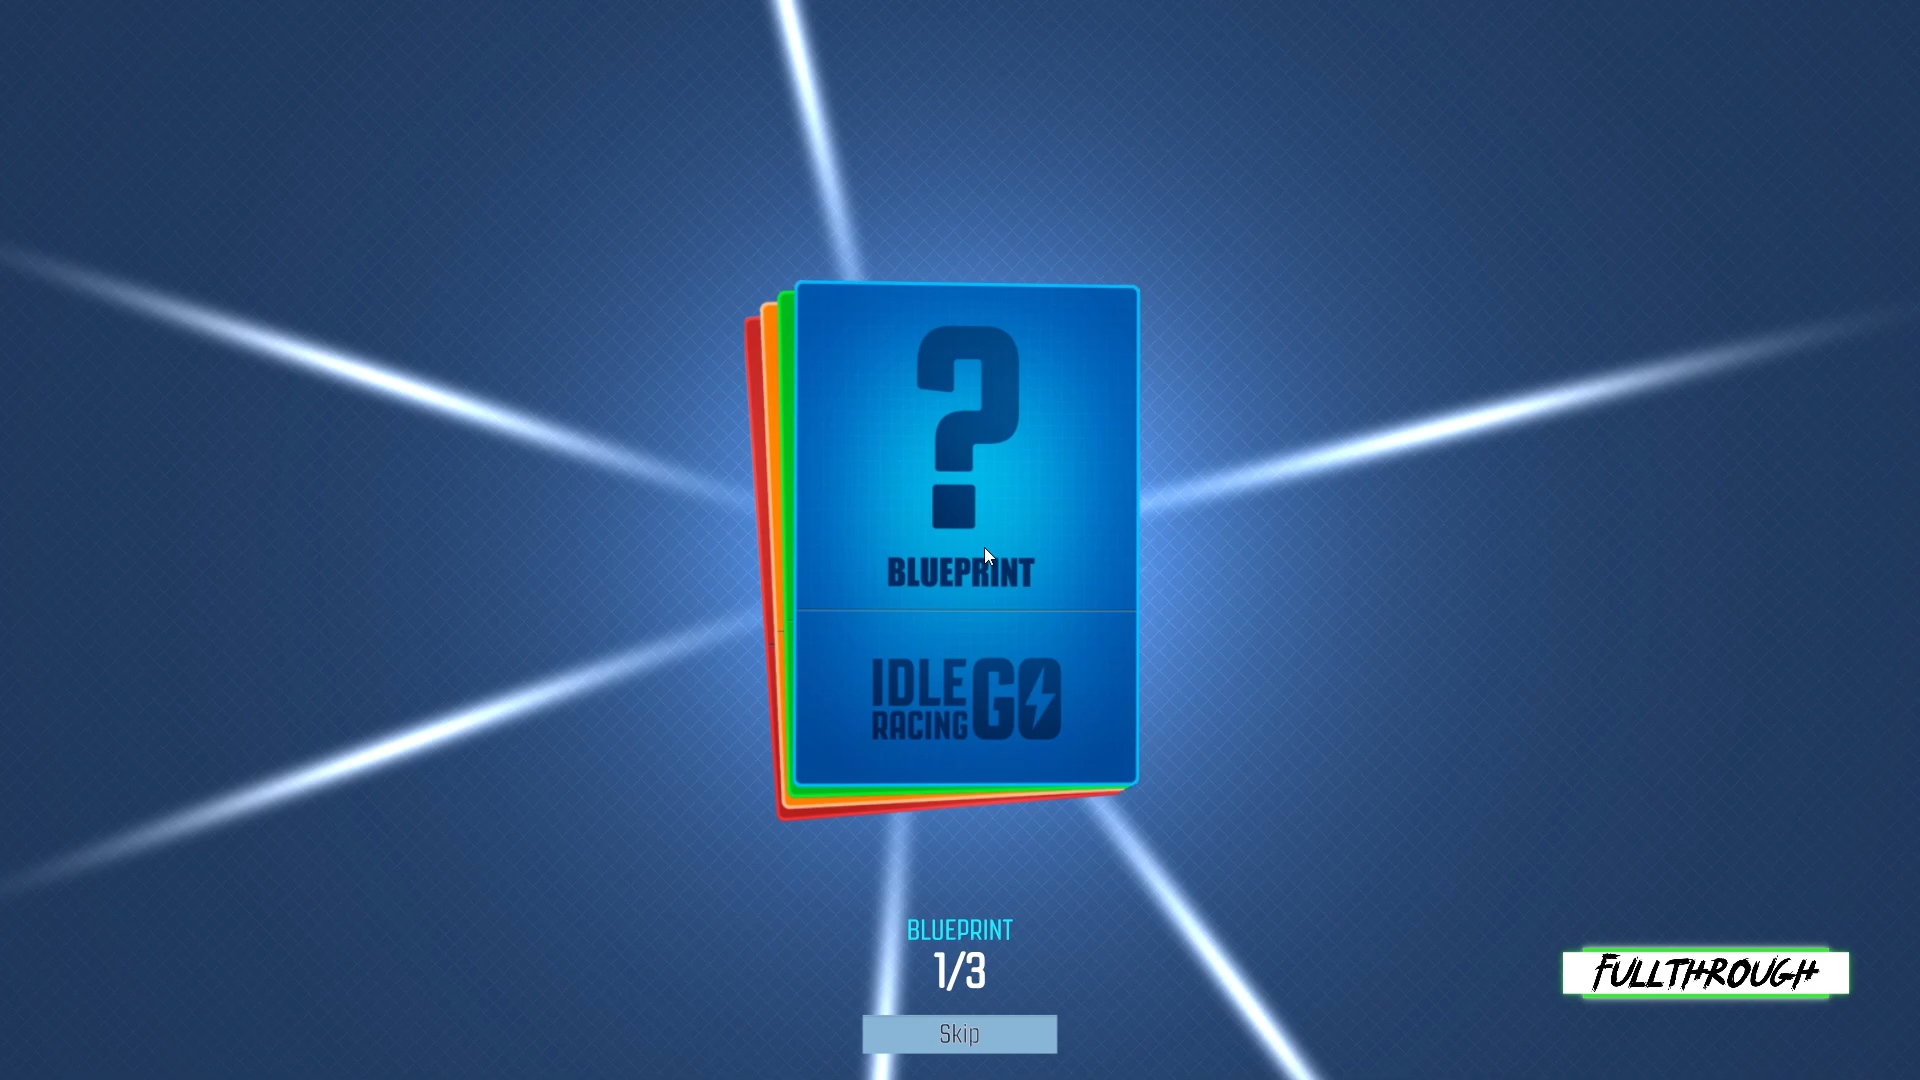 ?
BLUEPRINT
IDLE
RACING GO
BLUEPRINT
1/3
Skip
FULLTHROUGH